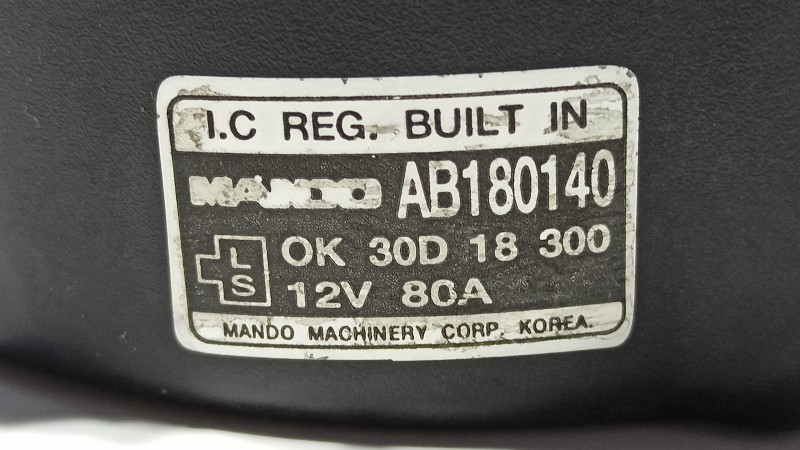 I.C REG. BUILT IN
MANDO AB180140
L
S
OK 30D 18 300
12V 80A
MANDO MACHINERY CORP. KOREA.